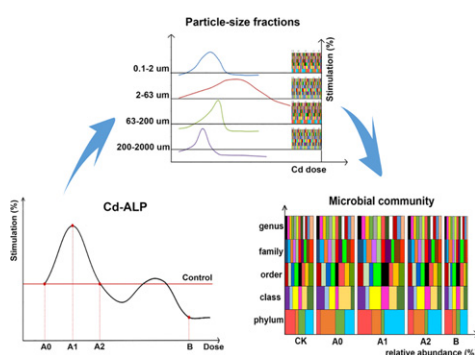 Particle-size fractions
Stimulation (%)
0.1-2 um
2-63 um
63-200 um
200-2000 um
Cd dose
Cd-ALP
Stimulation (%)
Control
A0 A1 A2 B Dose
Microbial community
genus
family
order
class
phylum
CK A0 A1 A2 B
relative abundance (%